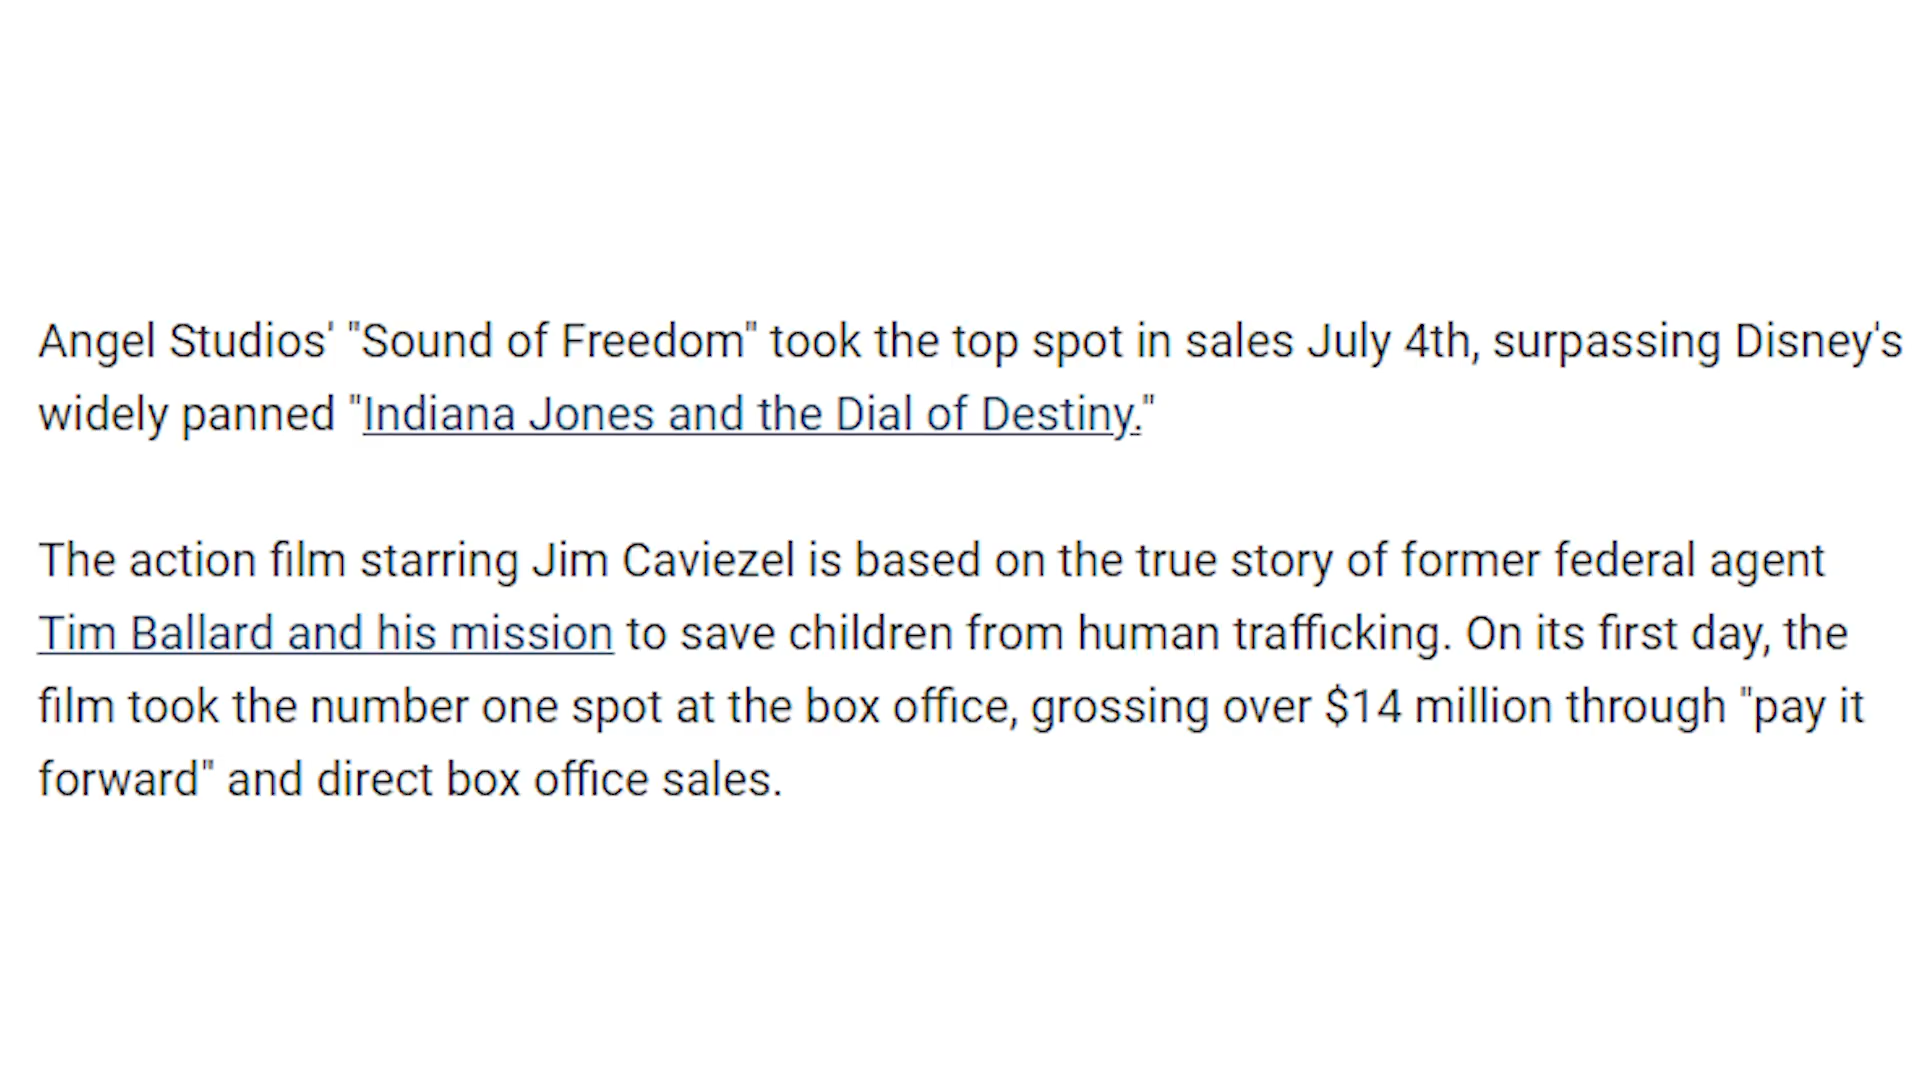 Angel Studios' "Sound of Freedom" took the top spot in sales July 4th, surpassing Disney's
widely panned "Indiana Jones and the Dial of Destiny."
The action film starring Jim Caviezel is based on the true story of former federal agent
Tim Ballard and his mission to save children from human trafficking. On its first day, the
film took the number one spot at the box office, grossing over $14 million through "pay it
forward" and direct box office sales.